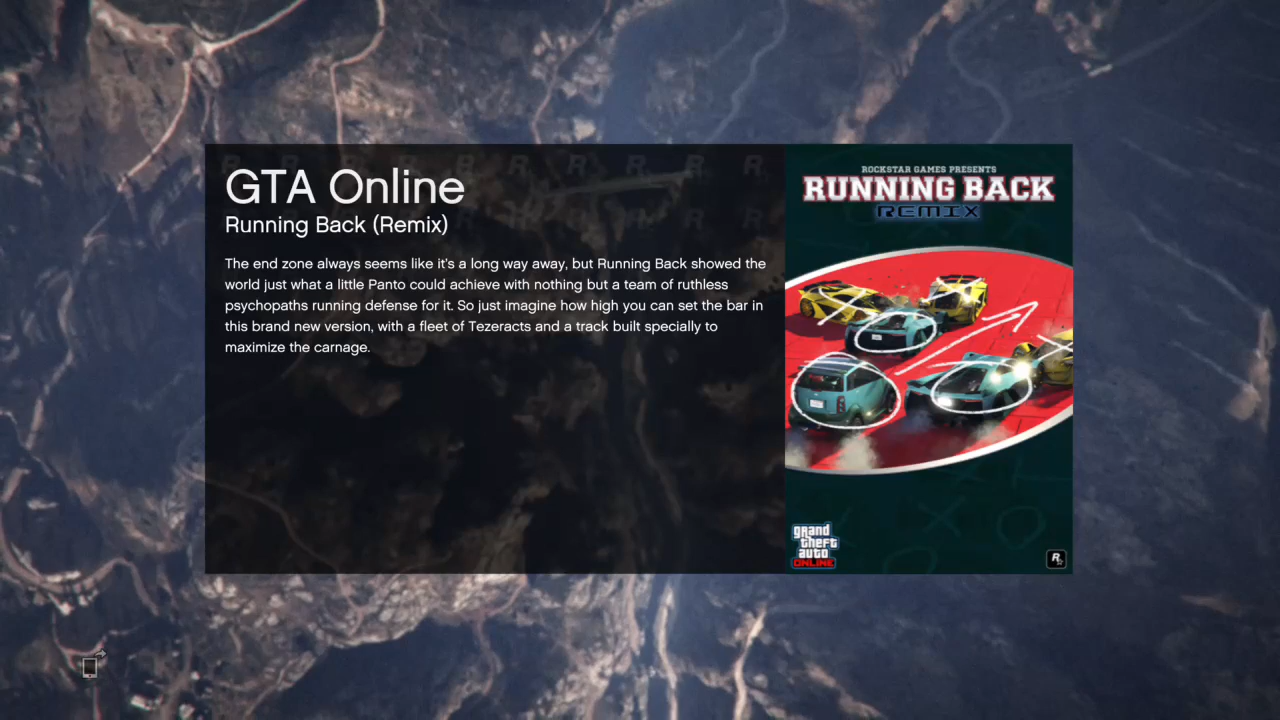 GTA Online
Running Back (Remix)
The end zone always seems like it's a long way away, but Running Back showed the
world just what a little Panto could achieve with nothing but a team of ruthless
psychopaths running defense for it. So just imagine how high you can set the bar in
this brand new version, with a fleet of Tezeracts and a track built specially to
maximize the carnage.
ROCKSTAR GAMES PRESENTS
RUNNING BACK
REMIX
grand
theft
auto
ONLINE
R